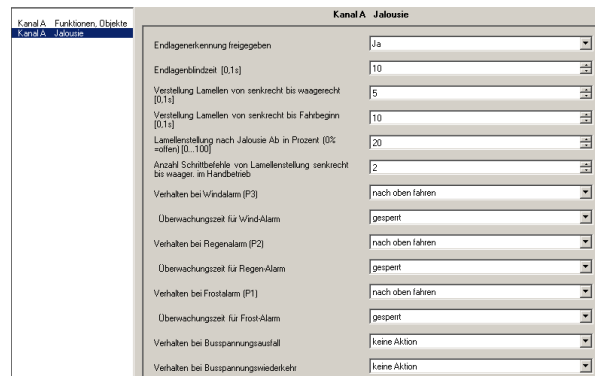 Kanal A Jalousie
Kanal A Funktionen, Objekte
Kanal A Jalousie
Endlagenerkennung freigegeben
Ja
Endlagenblindzeit [0,1s]
10
Verstellung Lamellen von senkrecht bis waagerecht
[0,1s]
5
Verstellung Lamellen von senkrecht bis Fahrbeginn
[0,1s]
10
Lamellenstellung nach Jalousie Ab in Prozent (0%
=offen) [0...100]
20
Anzahl Schrittbefehle von Lamellenstellung senkrecht
bis waager. im Handbetrieb
2
Verhalten bei Windalarm (P3)
nach oben fahren
Überwachungszeit für Wind-Alarm
gesperrt
Verhalten bei Regenalarm (P2)
nach oben fahren
Überwachungszeit für Regen-Alarm
gesperrt
Verhalten bei Frostalarm (P1)
nach oben fahren
Überwachungszeit für Frost-Alarm
gesperrt
Verhalten bei Busspannungsausfall
keine Aktion
Verhalten bei Busspannungswiederkehr
keine Aktion